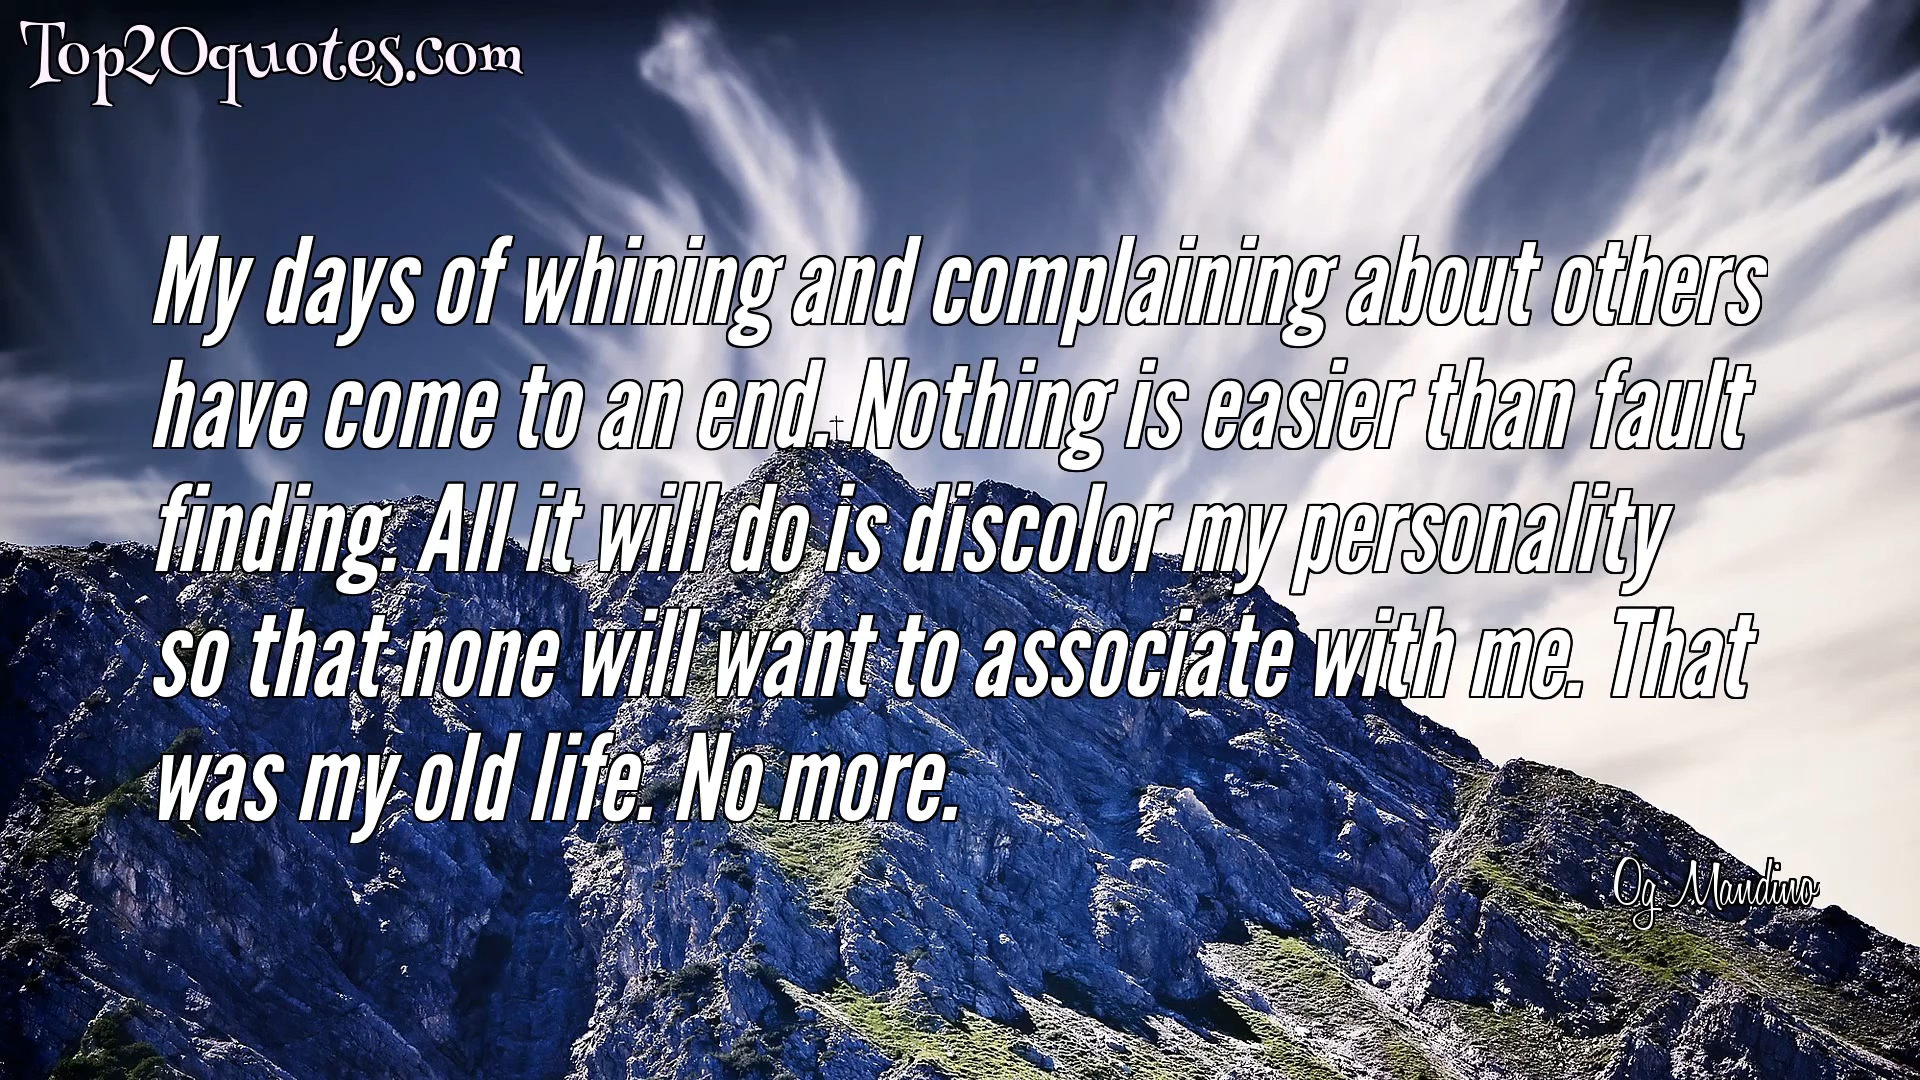 Top20quotes.com
My days of whining and complaining about others
have come to an end. Nothing is easier than fault
finding. All it will do is discolor my personality
so that none will want to associate with me. That
was my old life. No more.
Og Mandino